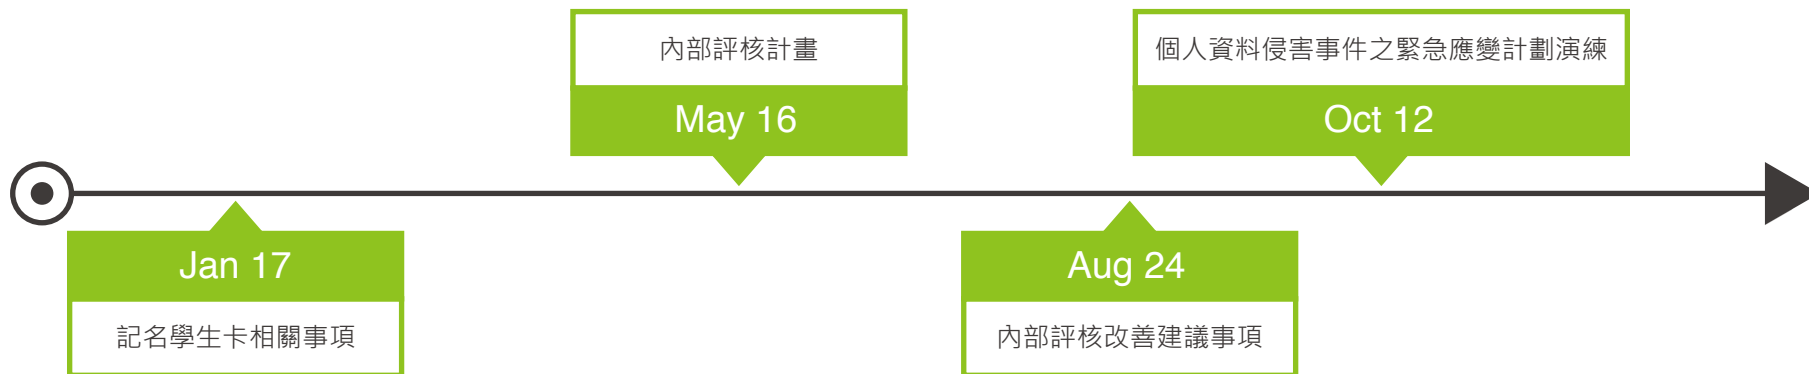 內部評核計畫
May 16
個人資料侵害事件之緊急應變計劃演練
Oct 12
Jan 17
記名學生卡相關事項
Aug 24
內部評核改善建議事項